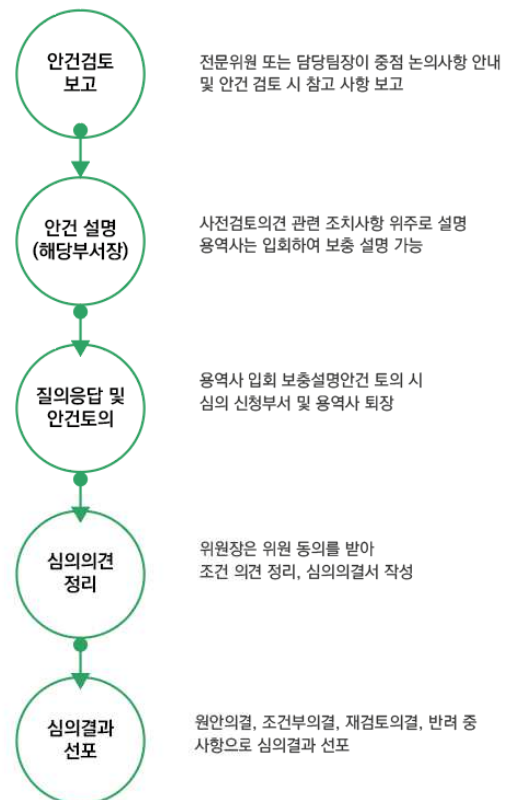 안건검토
보고
전문위원 또는 담당팀장이 중점 논의사항 안내
및 안건 검토 시 참고 사항 보고
안건 설명
(해당부서장)
사전검토의견 관련 조치사항 위주로 설명
용역사는 입회하여 보충 설명 가능
질의응답 및
안건토의
용역사 입회 보충설명안건 토의 시
심의 신청부서 및 용역사 퇴장
심의의견
정리
위원장은 위원 동의를 받아
조건 의견 정리, 심의의결서 작성
심의결과
선포
원안의결, 조건부의결, 재검토의결, 반려 중
사항으로 심의결과 선포